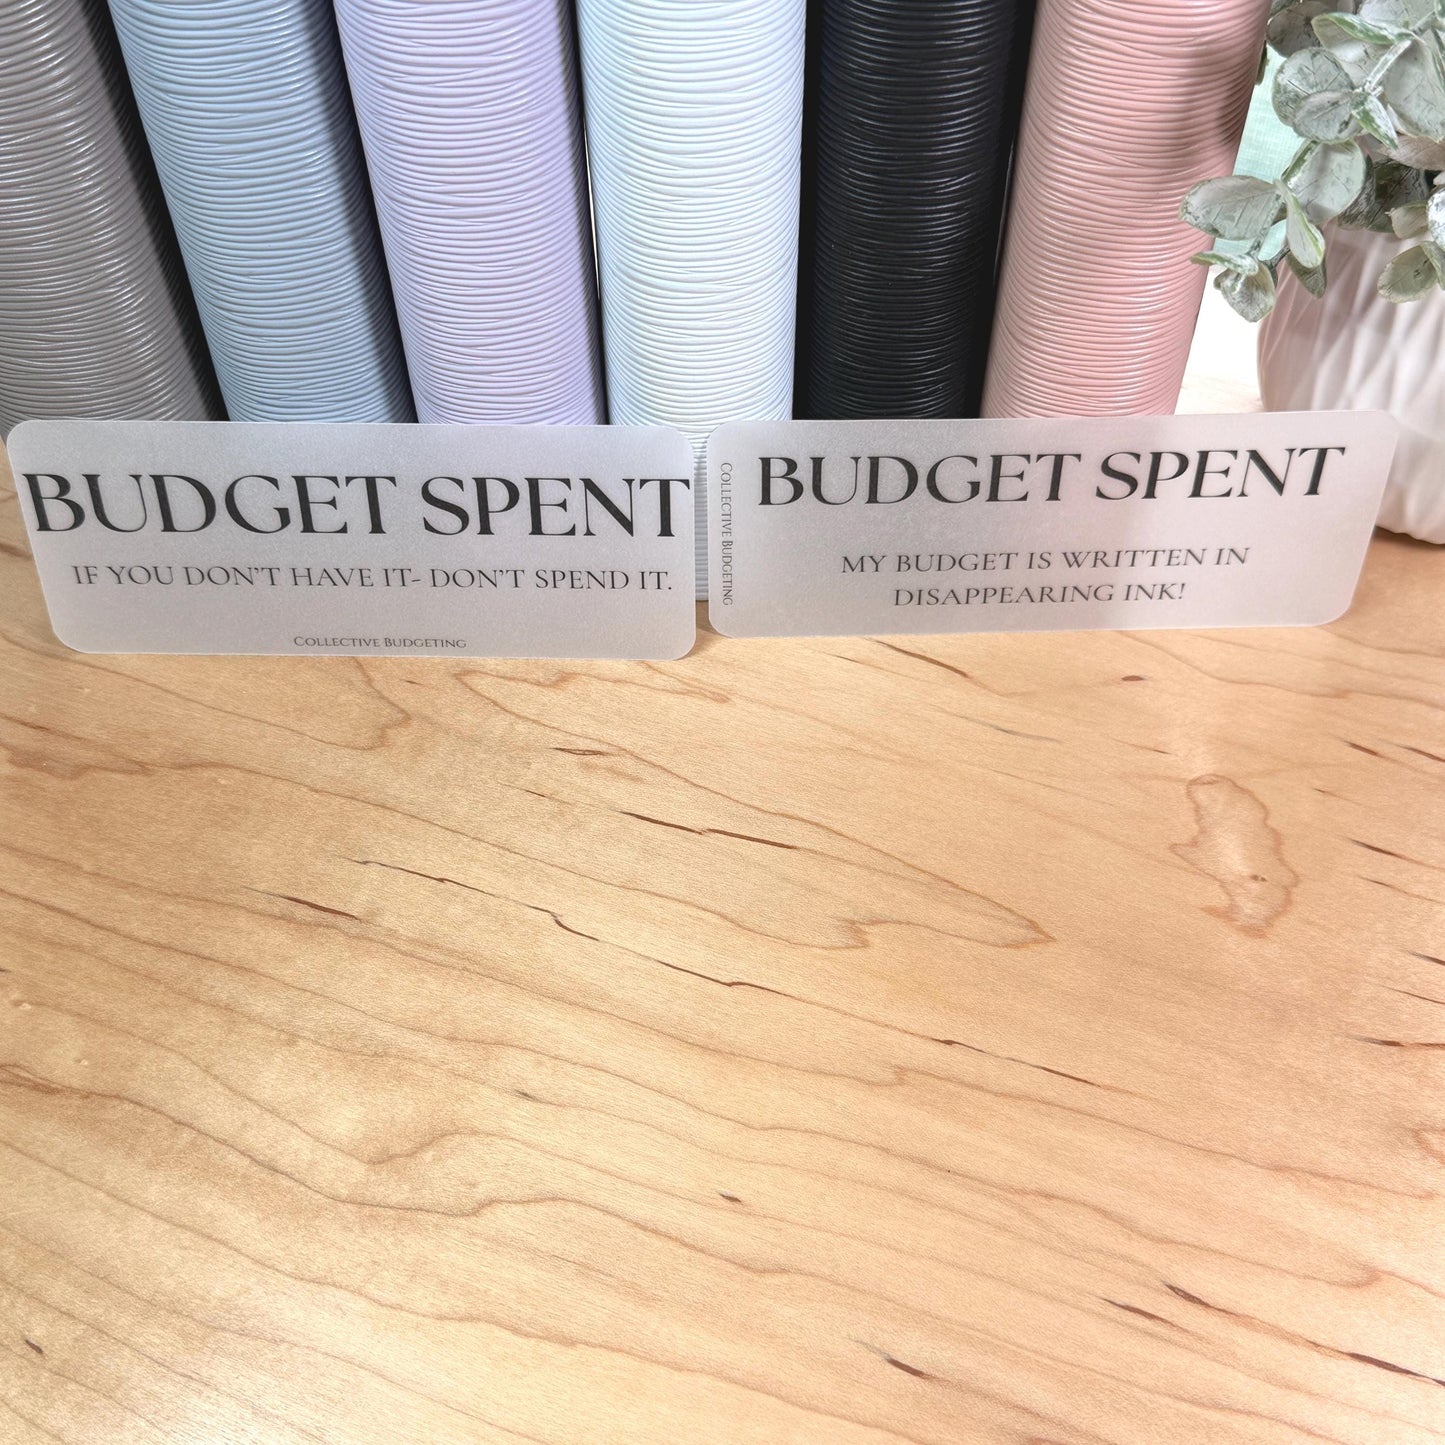 BUDGET SPENT
IF YOU DON'T HAVE IT- DON'T SPEND IT.
COLLECTIVE BUDGETING
COLLECTIVE BUDGETING
BUDGET SPENT
MY BUDGET IS WRITTEN IN
DISAPPEARING INK!